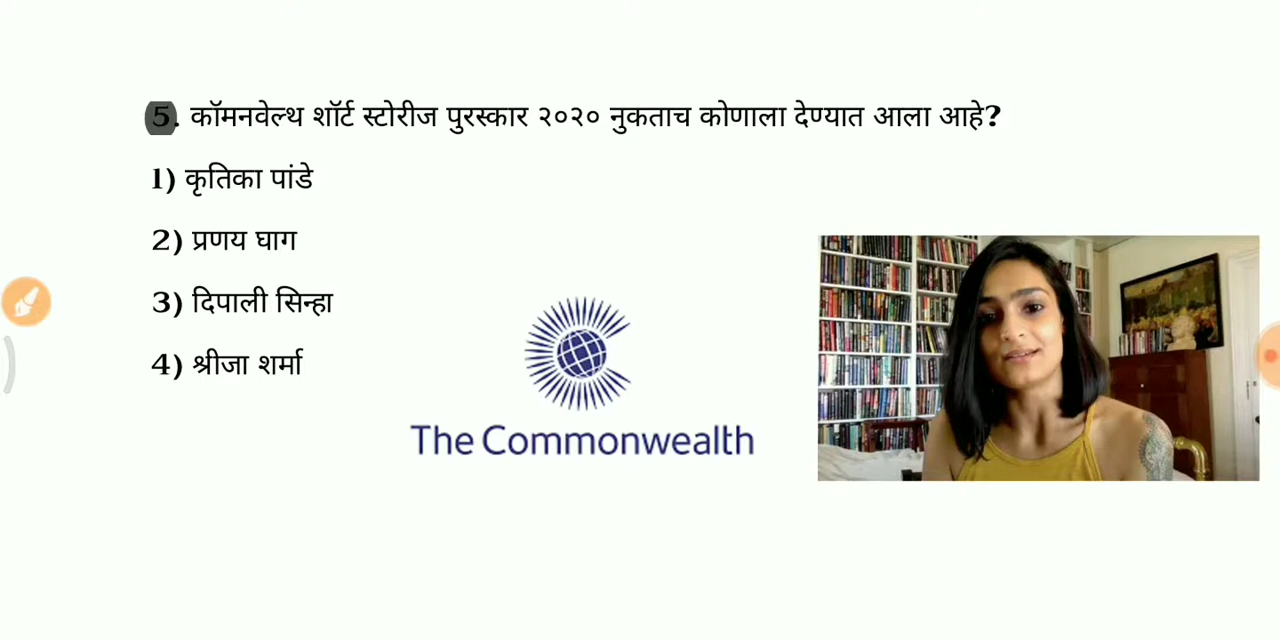 5. कॉमनवेल्थ शॉर्ट स्टोरीज पुरस्कार २०२० नुकताच कोणाला देण्यात आला आहे?
1) कृतिका पांडे
2) प्रणय घाग
3) दिपाली सिन्हा
4) श्रीजा शर्मा
The Commonwealth